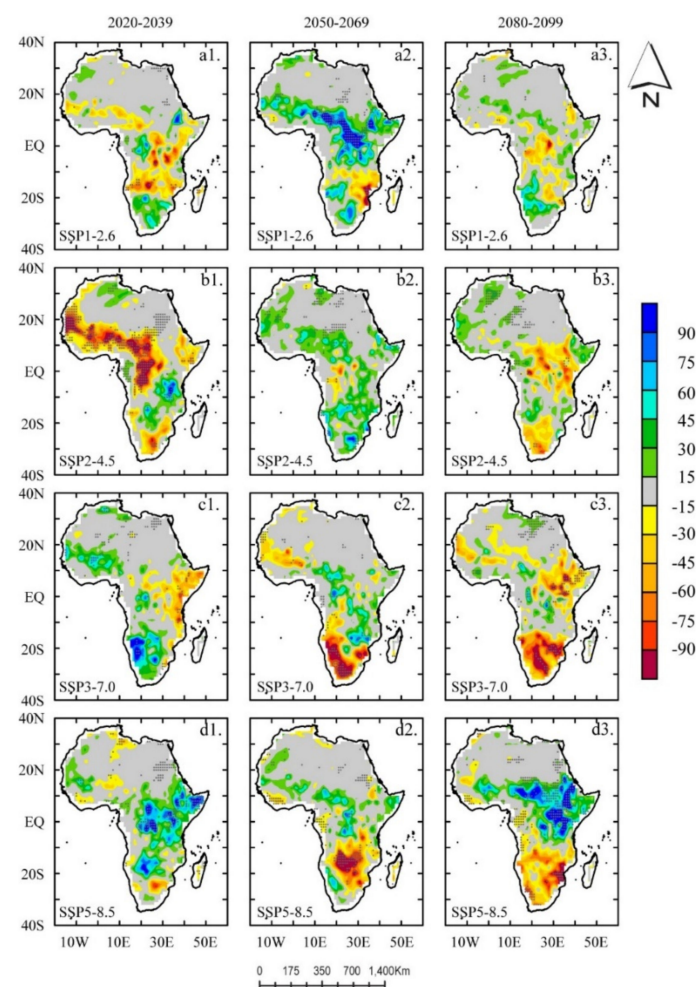 2020-2039 2050-2069 2080-2099
40N a1. a2. a3.
N
20N
EQ
20S
SSP1-2.6 SSP1-2.6 SSP1-2.6
40S
40N b1. b2. b3.
20N
EQ
20S
SSP2-4.5 SSP2-4.5 SSP2-4.5
40S
90
75
60
45
30
15
-15
-30
-45
-60
-75
-90
40N c1. c2. c3.
20N
EQ
20S
SSP3-7.0 SSP3-7.0 SSP3-7.0
40S
40N d1. d2. d3.
20N
EQ
20S
SSP5-8.5 SSP5-8.5 SSP5-8.5
40S
10W 10E 30E 50E 10W 10E 30E 50E 10W 10E 30E 50E
0 175 350 700 1,400Km